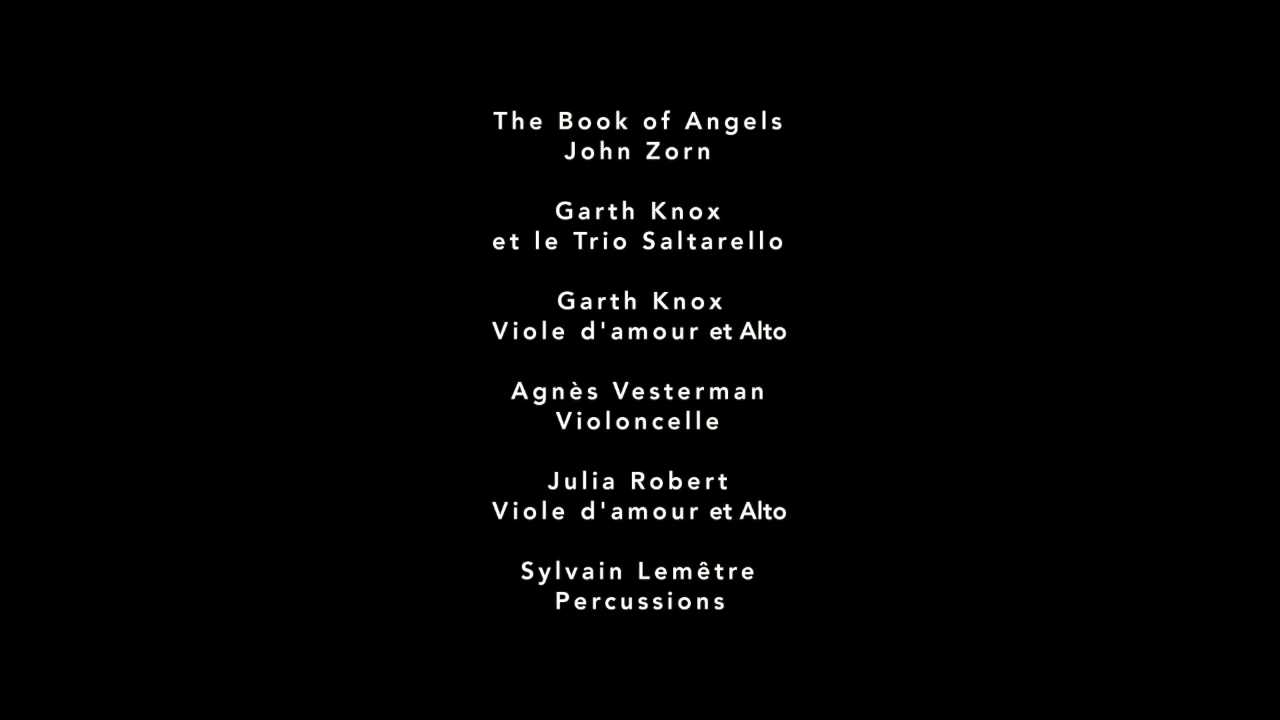 The Book of Angels
John Zorn
Garth Knox
et le Trio Saltarello
Garth Knox
Viole d'amour et Alto
Agnès Vesterman
Violoncelle
Julia Robert
Viole d'amour et Alto
Sylvain Lemêtre
Percussions